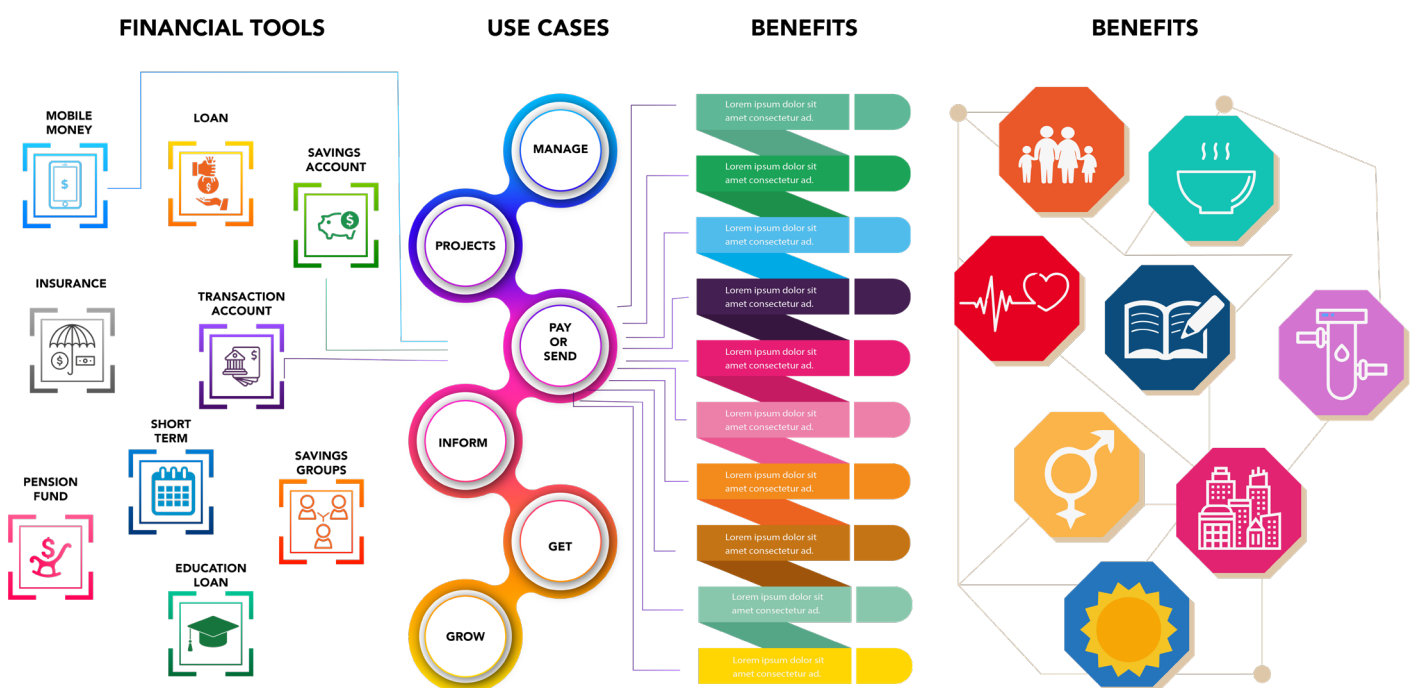 FINANCIAL TOOLS
USE CASES
BENEFITS
BENEFITS
MOBILE
MONEY
LOAN
SAVINGS
ACCOUNT
INSURANCE
TRANSACTION
ACCOUNT
SHORT
TERM
PENSION
FUND
SAVINGS
GROUPS
EDUCATION
LOAN
MANAGE
PROJECTS
PAY
OR
SEND
INFORM
GET
GROW
Lorem ipsum dolor sit
amet consectetur ad.
Lorem ipsum dolor sit
amet consectetur ad.
Lorem ipsum dolor sit
amet consectetur ad.
Lorem ipsum dolor sit
amet consectetur ad.
Lorem ipsum dolor sit
amet consectetur ad.
Lorem ipsum dolor sit
amet consectetur ad.
Lorem ipsum dolor sit
amet consectetur ad.
Lorem ipsum dolor sit
amet consectetur ad.
Lorem ipsum dolor sit
amet consectetur ad.
Lorem ipsum dolor sit
amet consectetur ad.